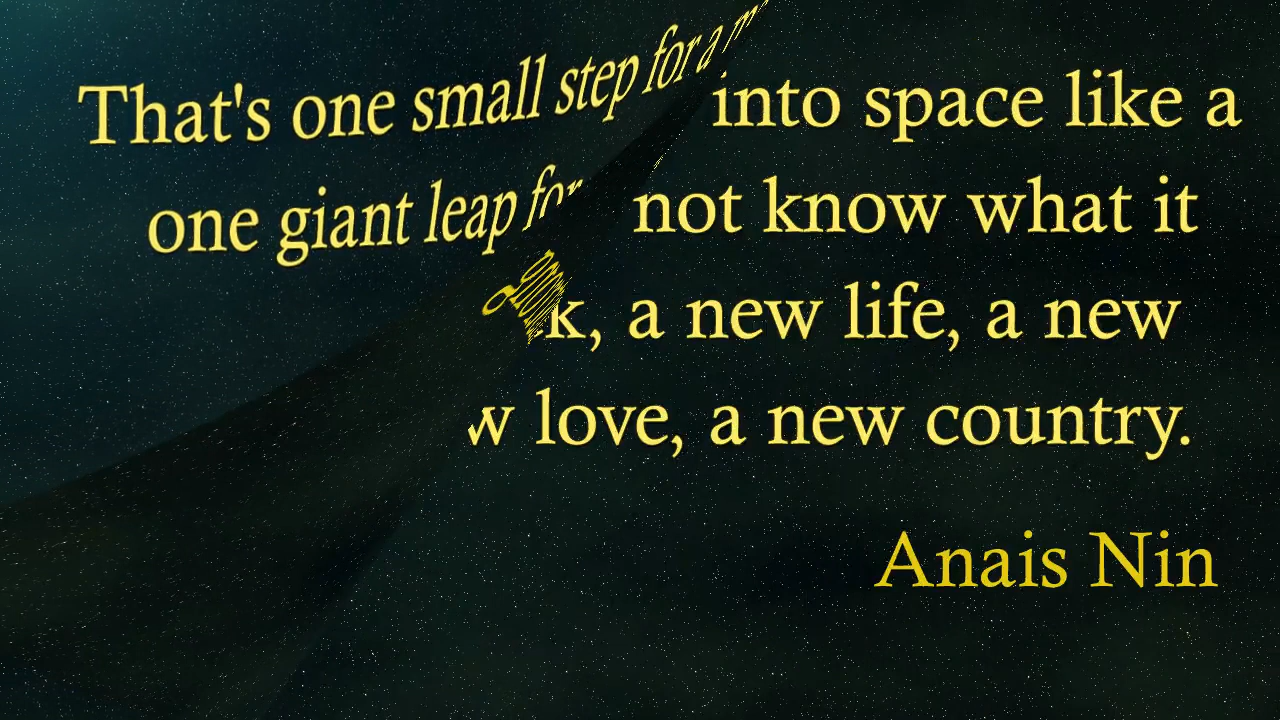 That's one small step for a
one giant leap for
into space like a
not know what it
a new life, a new
love, a new country.
Anais Nin